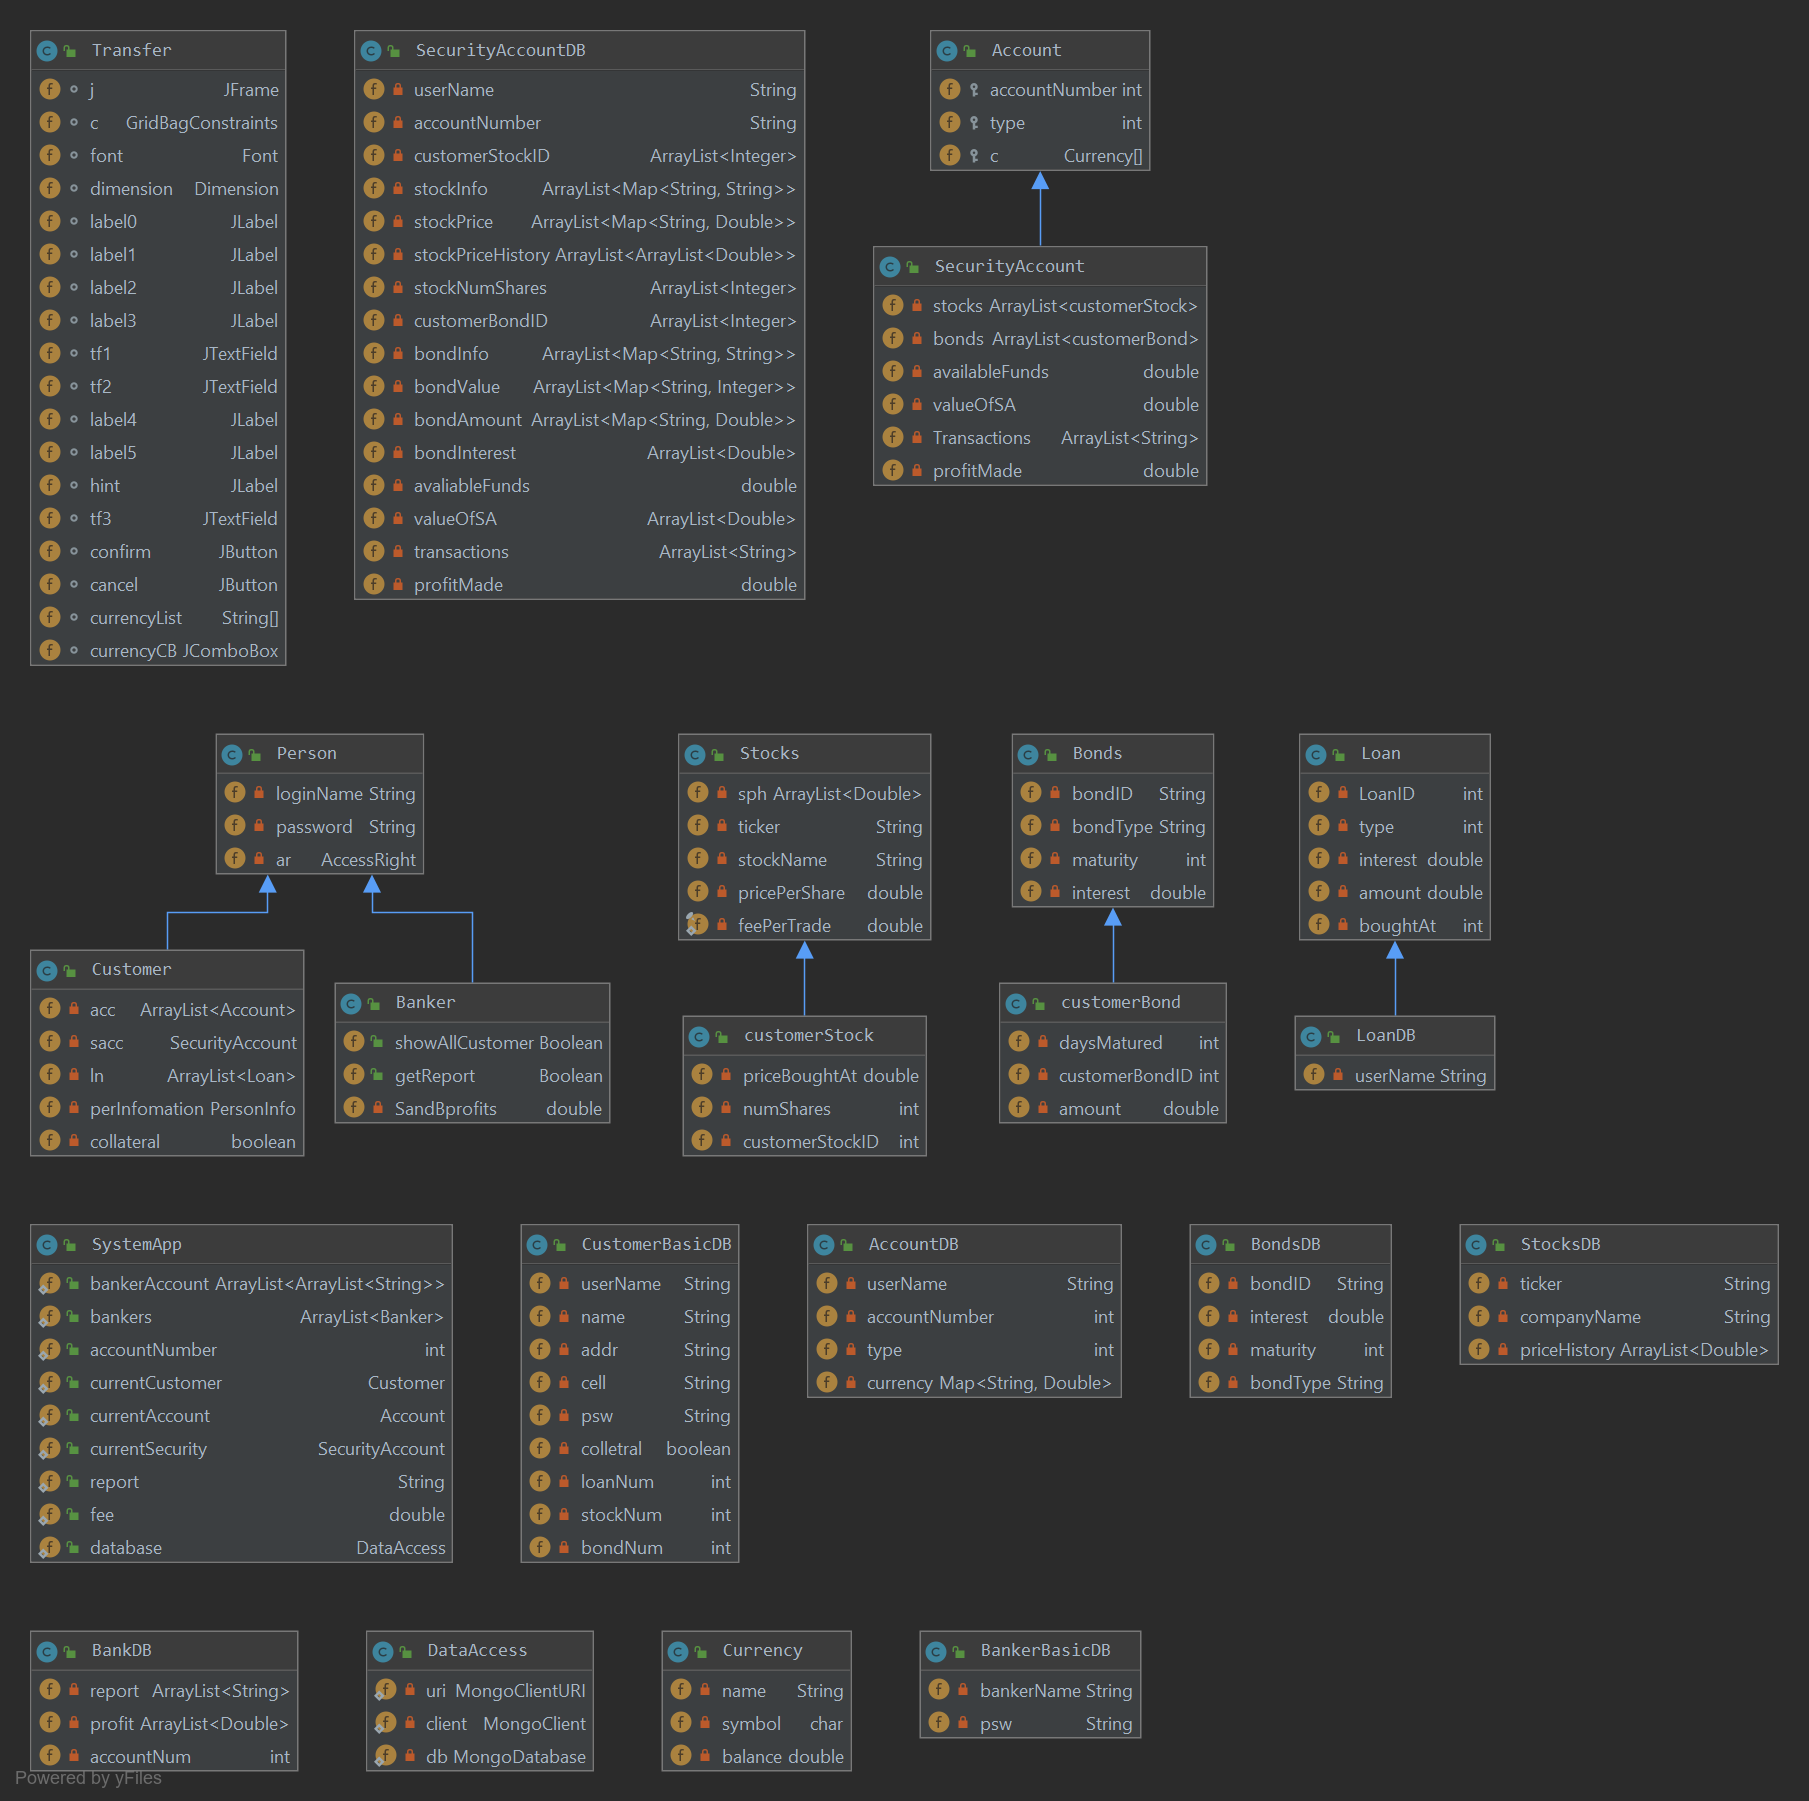 Transfer
j JFrame
c GridBagConstraints
font Font
dimension Dimension
label0 JLabel
label1 JLabel
label2 JLabel
label3 JLabel
tf1 JTextField
tf2 JTextField
label4 JLabel
label5 JLabel
hint JLabel
tf3 JTextField
confirm JButton
cancel JButton
currencyList String[]
currencyCB JComboBox
SecurityAccountDB
userName String
accountNumber String
customerStockID ArrayList<Integer>
stockInfo ArrayList<Map<String, String>>
stockPrice ArrayList<Map<String, Double>>
stockPriceHistory ArrayList<ArrayList<Double>>
stockNumShares ArrayList<Integer>
customerBondID ArrayList<Integer>
bondInfo ArrayList<Map<String, String>>
bondValue ArrayList<Map<String, Integer>>
bondAmount ArrayList<Map<String, Double>>
bondInterest ArrayList<Double>
avaliableFunds double
valueOfSA ArrayList<Double>
transactions ArrayList<String>
profitMade double
Account
accountNumber int
type int
c Currency[]
SecurityAccount
stocks ArrayList<customerStock>
bonds ArrayList<customerBond>
availableFunds double
valueOfSA double
Transactions ArrayList<String>
profitMade double
Person
loginName String
password String
ar AccessRight
Stocks
sph ArrayList<Double>
ticker String
stockName String
pricePerShare double
feePerTrade double
Bonds
bondID String
bondType String
maturity int
interest double
Loan
LoanID int
type int
interest double
amount double
boughtAt int
Customer
acc ArrayList<Account>
sacc SecurityAccount
ln ArrayList<Loan>
perInfomation PersonInfo
collateral boolean
Banker
showAllCustomer Boolean
getReport Boolean
SandBprofits double
customerStock
priceBoughtAt double
numShares int
customerStockID int
customerBond
daysMatured int
customerBondID int
amount double
LoanDB
userName String
SystemApp
bankerAccount ArrayList<ArrayList<String>>
bankers ArrayList<Banker>
accountNumber int
currentCustomer Customer
currentAccount Account
currentSecurity SecurityAccount
report String
fee double
database DataAccess
CustomerBasicDB
userName String
name String
addr String
cell String
psw String
colletral boolean
loanNum int
stockNum int
bondNum int
AccountDB
userName String
accountNumber int
type int
currency Map<String, Double>
BondsDB
bondID String
interest double
maturity int
bondType String
StocksDB
ticker String
companyName String
priceHistory ArrayList<Double>
BankDB
report ArrayList<String>
profit ArrayList<Double>
accountNum int
DataAccess
uri MongoClientURI
client MongoClient
db MongoDatabase
Currency
name String
symbol char
balance double
BankerBasicDB
bankerName String
psw String
Powered by yFiles